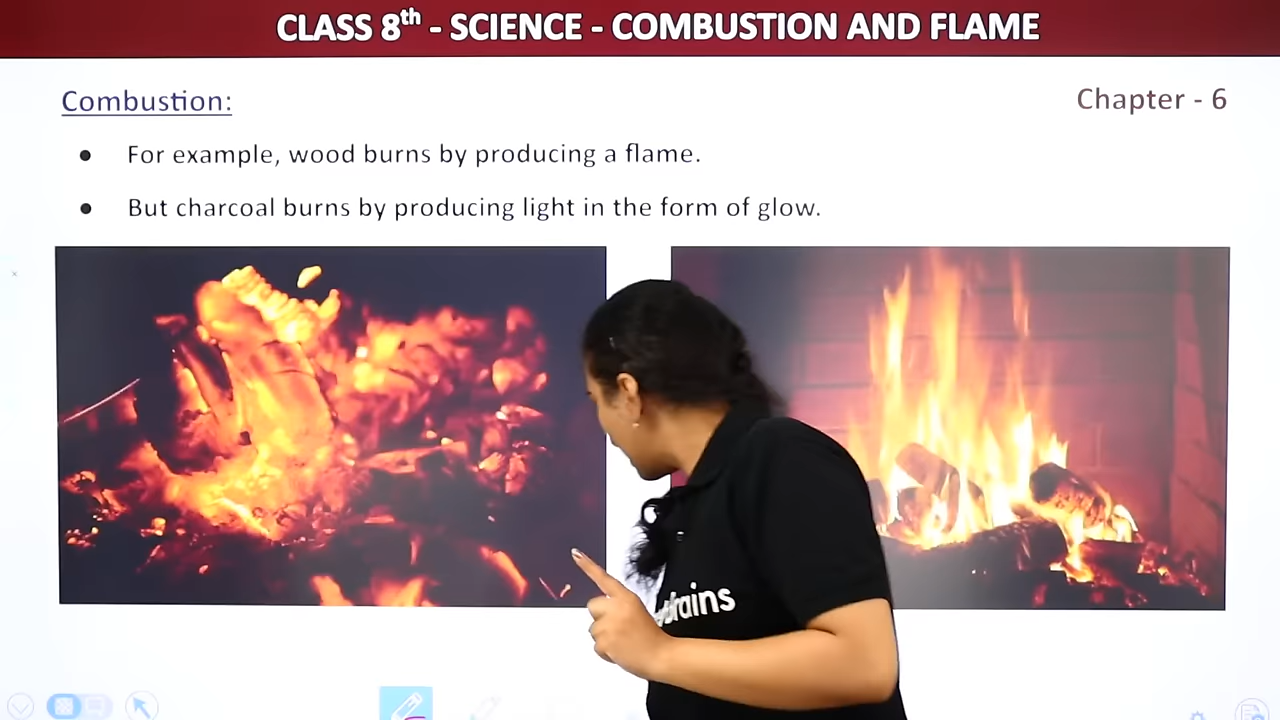 CLASS 8th - SCIENCE - COMBUSTION AND FLAME
Combustion:
Chapter - 6
● For example, wood burns by producing a flame.
● But charcoal burns by producing light in the form of glow.